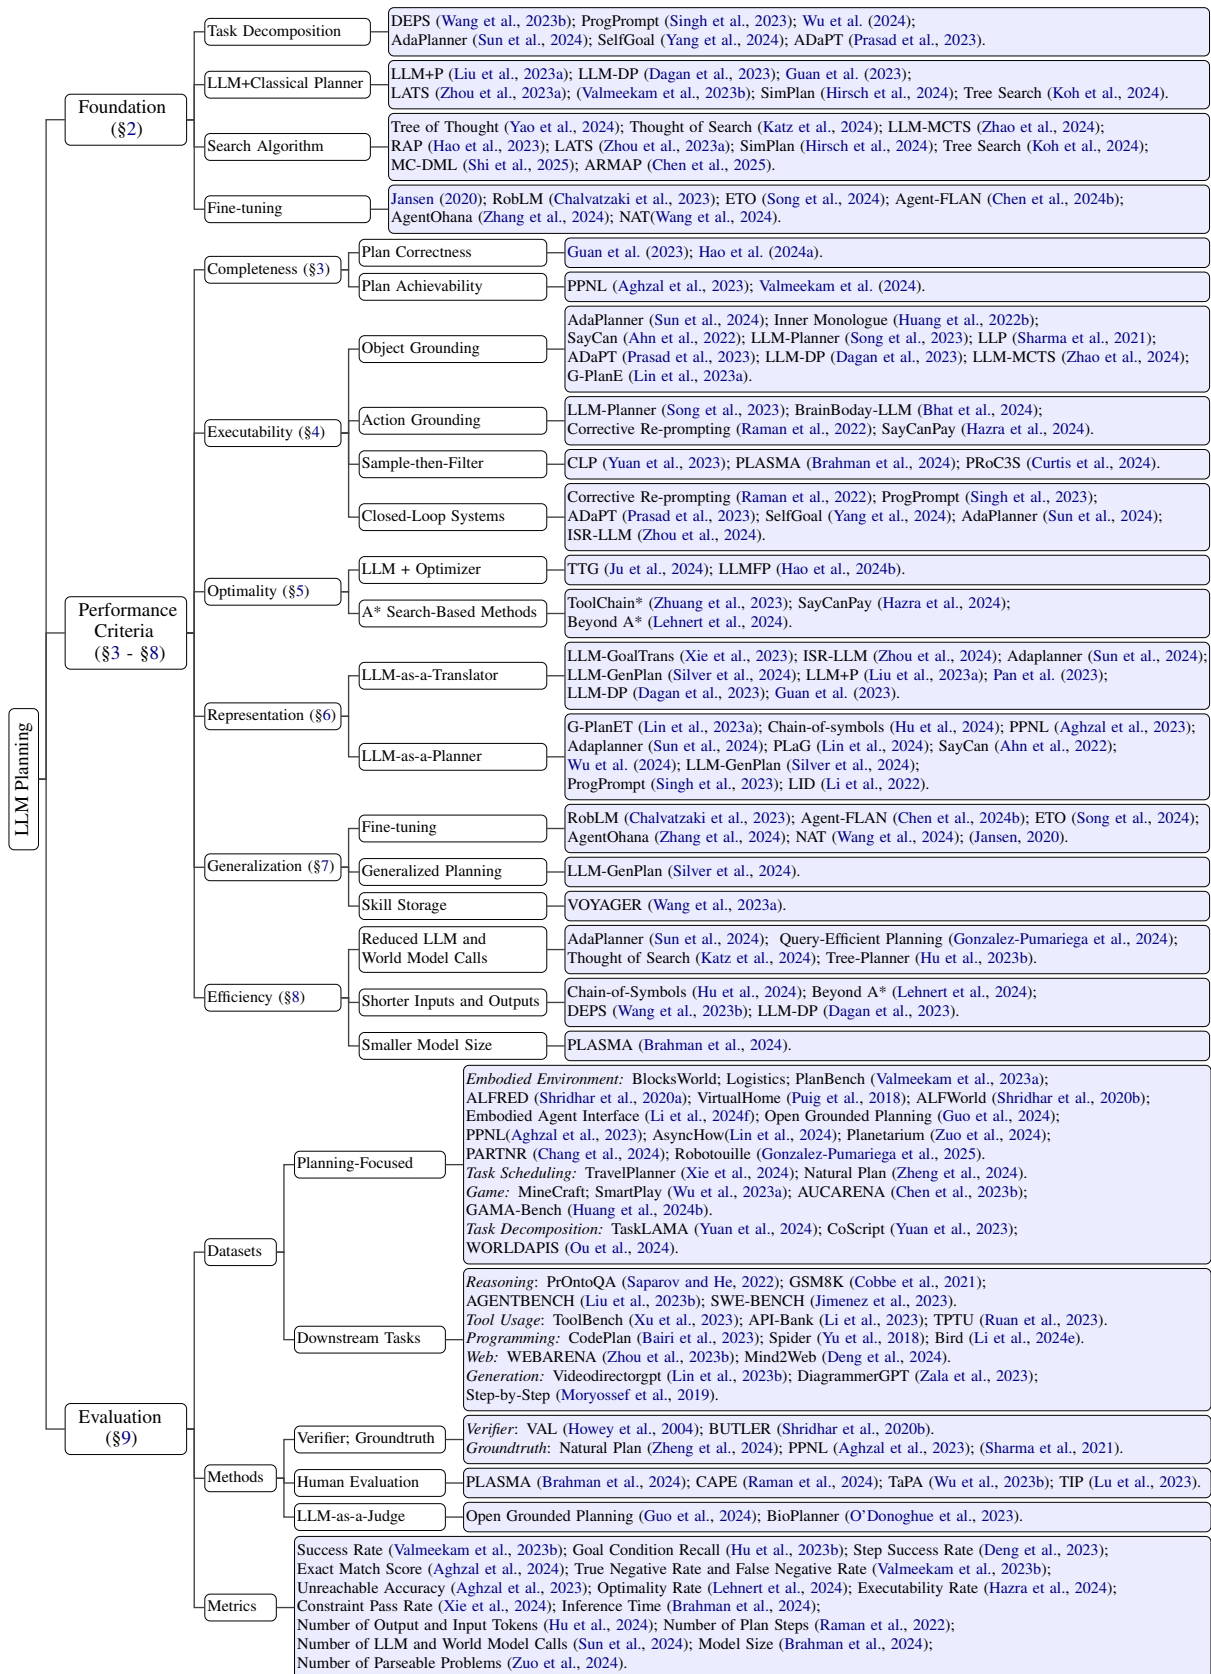 LLM Planning
Foundation
(§2)
Task Decomposition
DEPS (Wang et al., 2023b); ProgPrompt (Singh et al., 2023); Wu et al. (2024);
AdaPlanner (Sun et al., 2024); SelfGoal (Yang et al., 2024); ADaPT (Prasad et al., 2023).
LLM+Classical Planner
LLM+P (Liu et al., 2023a); LLM-DP (Dagan et al., 2023); Guan et al. (2023);
LATS (Zhou et al., 2023a); (Valmeekam et al., 2023b); SimPlan (Hirsch et al., 2024); Tree Search (Koh et al., 2024).
Search Algorithm
Tree of Thought (Yao et al., 2024); Thought of Search (Katz et al., 2024); LLM-MCTS (Zhao et al., 2024);
RAP (Hao et al., 2023); LATS (Zhou et al., 2023a); SimPlan (Hirsch et al., 2024); Tree Search (Koh et al., 2024);
MC-DML (Shi et al., 2025); ARMAP (Chen et al., 2025).
Fine-tuning
Jansen (2020); RobLM (Chalvatzaki et al., 2023); ETO (Song et al., 2024); Agent-FLAN (Chen et al., 2024b);
AgentOhana (Zhang et al., 2024); NAT(Wang et al., 2024).
Performance
Criteria
(§3 - §8)
Completeness (§3)
Plan Correctness
Guan et al. (2023); Hao et al. (2024a).
Plan Achievability
PPNL (Aghzal et al., 2023); Valmeekam et al. (2024).
Executability (§4)
Object Grounding
AdaPlanner (Sun et al., 2024); Inner Monologue (Huang et al., 2022b);
SayCan (Ahn et al., 2022); LLM-Planner (Song et al., 2023); LLP (Sharma et al., 2021);
ADaPT (Prasad et al., 2023); LLM-DP (Dagan et al., 2023); LLM-MCTS (Zhao et al., 2024);
G-PlanE (Lin et al., 2023a).
Action Grounding
LLM-Planner (Song et al., 2023); BrainBoday-LLM (Bhat et al., 2024);
Corrective Re-prompting (Raman et al., 2022); SayCanPay (Hazra et al., 2024).
Sample-then-Filter
CLP (Yuan et al., 2023); PLASMA (Brahman et al., 2024); PRoC3S (Curtis et al., 2024).
Closed-Loop Systems
Corrective Re-prompting (Raman et al., 2022); ProgPrompt (Singh et al., 2023);
ADaPT (Prasad et al., 2023); SelfGoal (Yang et al., 2024); AdaPlanner (Sun et al., 2024);
ISR-LLM (Zhou et al., 2024).
Optimality (§5)
LLM + Optimizer
TTG (Ju et al., 2024); LLMFP (Hao et al., 2024b).
A* Search-Based Methods
ToolChain* (Zhuang et al., 2023); SayCanPay (Hazra et al., 2024);
Beyond A* (Lehnert et al., 2024).
Representation (§6)
LLM-as-a-Translator
LLM-GoalTrans (Xie et al., 2023); ISR-LLM (Zhou et al., 2024); Adaplanner (Sun et al., 2024);
LLM-GenPlan (Silver et al., 2024); LLM+P (Liu et al., 2023a); Pan et al. (2023);
LLM-DP (Dagan et al., 2023); Guan et al. (2023).
LLM-as-a-Planner
G-PlanET (Lin et al., 2023a); Chain-of-symbols (Hu et al., 2024); PPNL (Aghzal et al., 2023);
Adaplanner (Sun et al., 2024); PLaG (Lin et al., 2024); SayCan (Ahn et al., 2022);
Wu et al. (2024); LLM-GenPlan (Silver et al., 2024);
ProgPrompt (Singh et al., 2023); LID (Li et al., 2022).
Generalization (§7)
Fine-tuning
RobLM (Chalvatzaki et al., 2023); Agent-FLAN (Chen et al., 2024b); ETO (Song et al., 2024);
AgentOhana (Zhang et al., 2024); NAT (Wang et al., 2024); (Jansen, 2020).
Generalized Planning
LLM-GenPlan (Silver et al., 2024).
Skill Storage
VOYAGER (Wang et al., 2023a).
Efficiency (§8)
Reduced LLM and
World Model Calls
AdaPlanner (Sun et al., 2024); Query-Efficient Planning (Gonzalez-Pumariega et al., 2024);
Thought of Search (Katz et al., 2024); Tree-Planner (Hu et al., 2023b).
Shorter Inputs and Outputs
Chain-of-Symbols (Hu et al., 2024); Beyond A* (Lehnert et al., 2024);
DEPS (Wang et al., 2023b); LLM-DP (Dagan et al., 2023).
Smaller Model Size
PLASMA (Brahman et al., 2024).
Evaluation
(§9)
Datasets
Planning-Focused
Embodied Environment: BlocksWorld; Logistics; PlanBench (Valmeekam et al., 2023a);
ALFRED (Shridhar et al., 2020a); VirtualHome (Puig et al., 2018); ALFWorld (Shridhar et al., 2020b);
Embodied Agent Interface (Li et al., 2024f); Open Grounded Planning (Guo et al., 2024);
PPNL(Aghzal et al., 2023); AsyncHow(Lin et al., 2024); Planetarium (Zuo et al., 2024);
PARTNR (Chang et al., 2024); Robotouille (Gonzalez-Pumariega et al., 2025).
Task Scheduling: TravelPlanner (Xie et al., 2024); Natural Plan (Zheng et al., 2024).
Game: MineCraft; SmartPlay (Wu et al., 2023a); AUCARENA (Chen et al., 2023b);
GAMA-Bench (Huang et al., 2024b).
Task Decomposition: TaskLAMA (Yuan et al., 2024); CoScript (Yuan et al., 2023);
WORLDAPIS (Ou et al., 2024).
Downstream Tasks
Reasoning: PrOntoQA (Saparov and He, 2022); GSM8K (Cobbe et al., 2021);
AGENTBENCH (Liu et al., 2023b); SWE-BENCH (Jimenez et al., 2023).
Tool Usage: ToolBench (Xu et al., 2023); API-Bank (Li et al., 2023); TPTU (Ruan et al., 2023).
Programming: CodePlan (Bairi et al., 2023); Spider (Yu et al., 2018); Bird (Li et al., 2024e).
Web: WEBARENA (Zhou et al., 2023b); Mind2Web (Deng et al., 2024).
Generation: Videodirectorgpt (Lin et al., 2023b); DiagrammerGPT (Zala et al., 2023);
Step-by-Step (Moryossef et al., 2019).
Methods
Verifier; Groundtruth
Verifier: VAL (Howey et al., 2004); BUTLER (Shridhar et al., 2020b).
Groundtruth: Natural Plan (Zheng et al., 2024); PPNL (Aghzal et al., 2023); (Sharma et al., 2021).
Human Evaluation
PLASMA (Brahman et al., 2024); CAPE (Raman et al., 2024); TaPA (Wu et al., 2023b); TIP (Lu et al., 2023).
LLM-as-a-Judge
Open Grounded Planning (Guo et al., 2024); BioPlanner (O'Donoghue et al., 2023).
Metrics
Success Rate (Valmeekam et al., 2023b); Goal Condition Recall (Hu et al., 2023b); Step Success Rate (Deng et al., 2023);
Exact Match Score (Aghzal et al., 2024); True Negative Rate and False Negative Rate (Valmeekam et al., 2023b);
Unreachable Accuracy (Aghzal et al., 2023); Optimality Rate (Lehnert et al., 2024); Executability Rate (Hazra et al., 2024);
Constraint Pass Rate (Xie et al., 2024); Inference Time (Brahman et al., 2024);
Number of Output and Input Tokens (Hu et al., 2024); Number of Plan Steps (Raman et al., 2022);
Number of LLM and World Model Calls (Sun et al., 2024); Model Size (Brahman et al., 2024);
Number of Parseable Problems (Zuo et al., 2024).